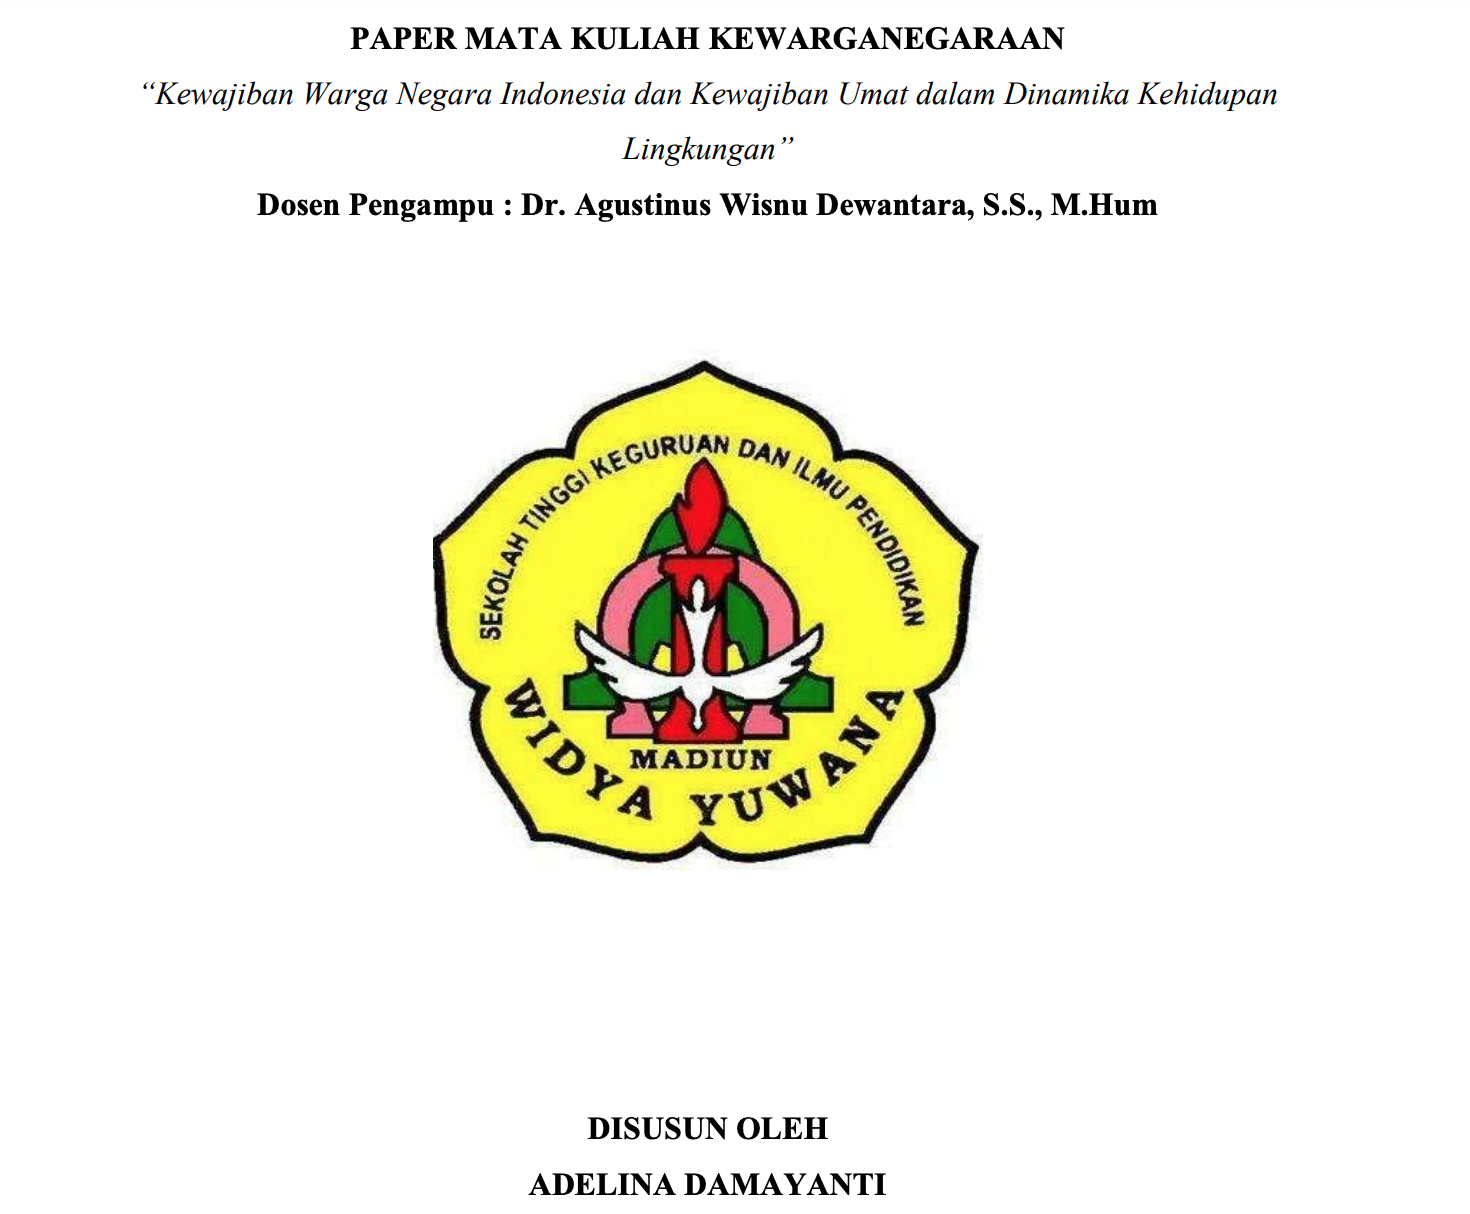 PAPER MATA KULIAH KEWARGANEGARAAN
“Kewajiban Warga Negara Indonesia dan Kewajiban Umat dalam Dinamika Kehidupan
Lingkungan”
Dosen Pengampu : Dr. Agustinus Wisnu Dewantara, S.S., M.Hum
SEKOLAH TINGGI KEGURUAN DAN ILMU PENDIDIKAN
MADIUN
WIDYA YUWANA
DISUSUN OLEH
ADELINA DAMAYANTI